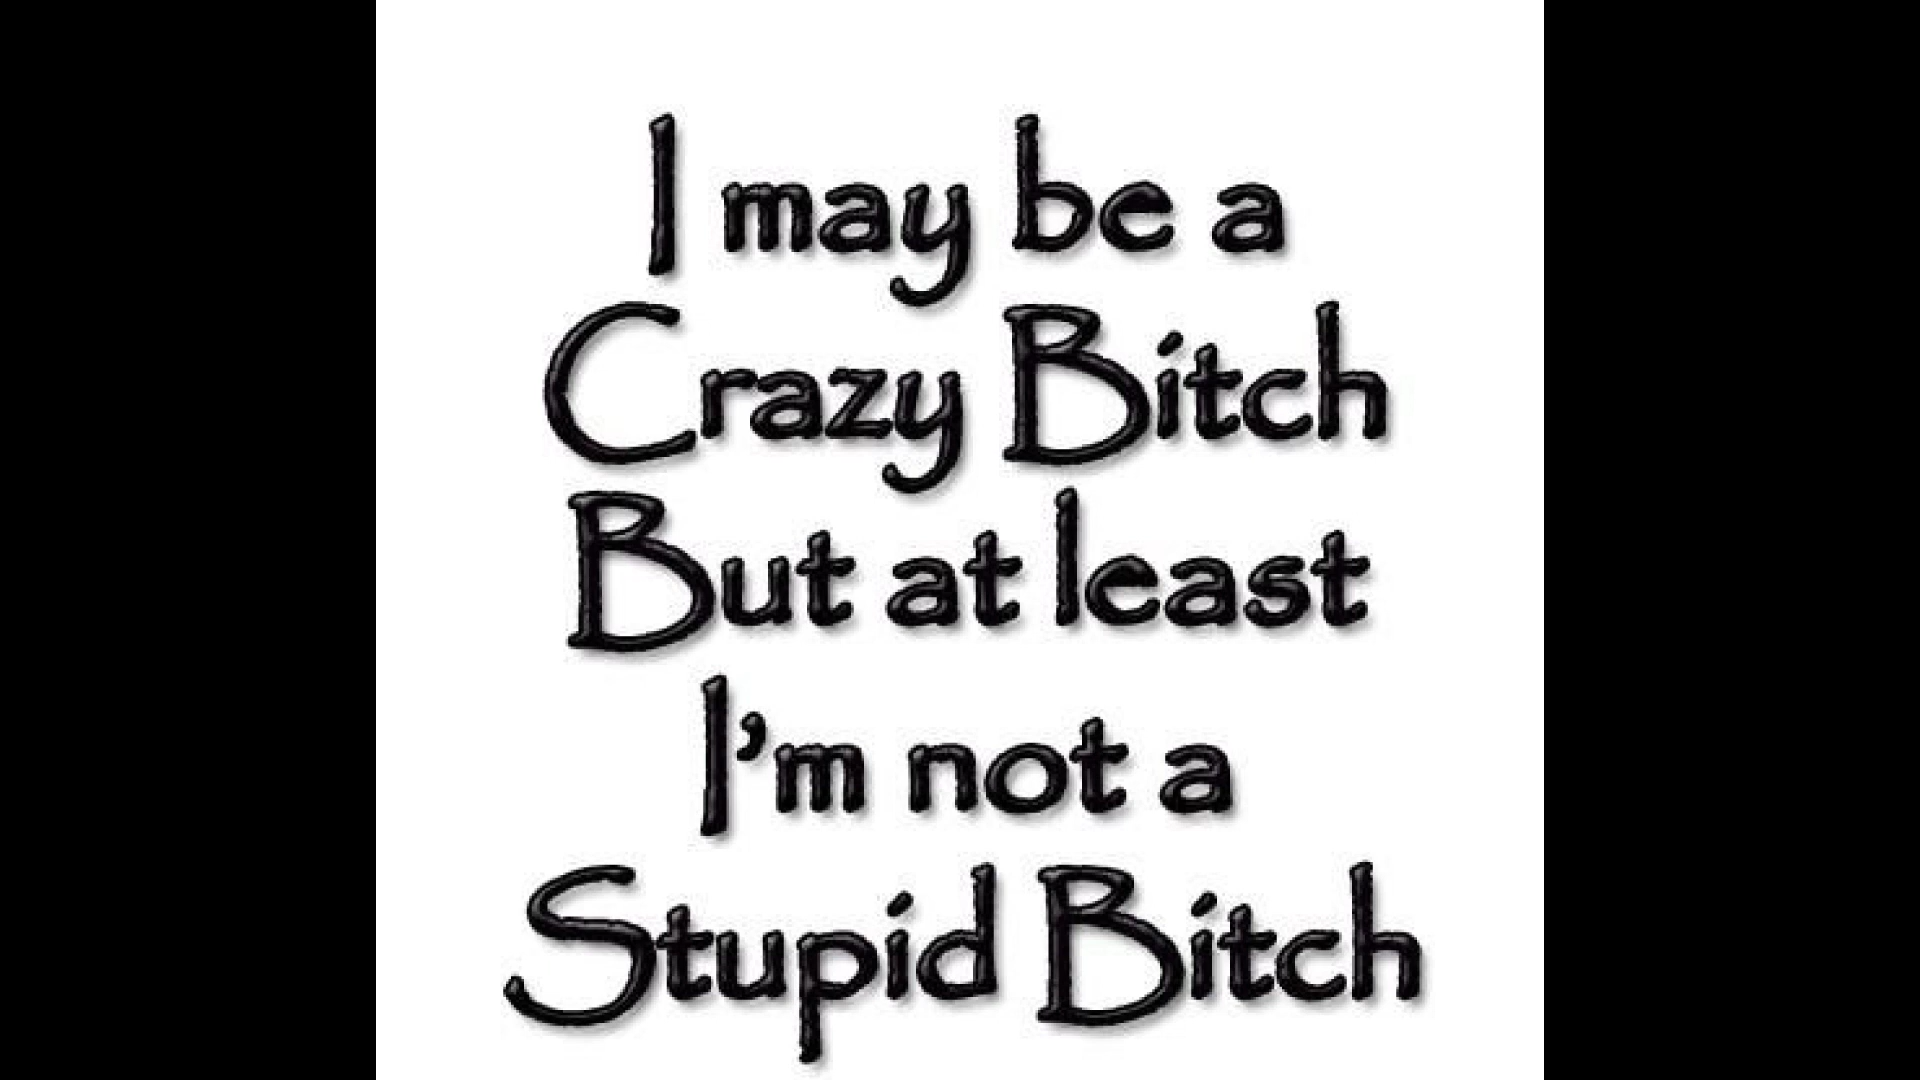 I may be a
Crazy Bitch
But at least
I'm not a
Stupid Bitch